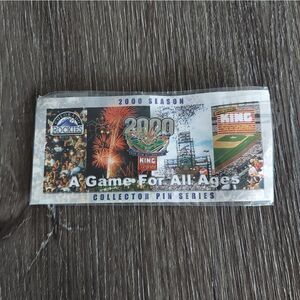 2000 SEASON
ROCKIES
2000
KING
KING
A Game For All Ages
COLLECTOR PIN SERIES